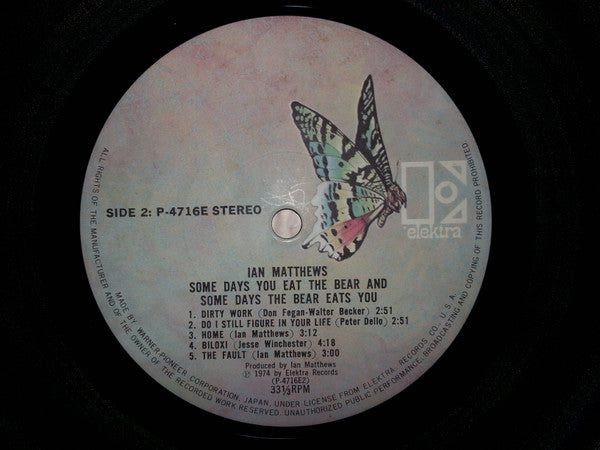 SIDE 2: P-4716E STEREO
elektra
IAN MATTHEWS
SOME DAYS YOU EAT THE BEAR AND
SOME DAYS THE BEAR EATS YOU
1. DIRTY WORK (Don Fegan-Walter Becker) 2:51
2. DO I STILL FIGURE IN YOUR LIFE (Peter Dello) 2:51
3. HOME (Ian Matthews) 3:12
4. BILOXI (Jesse Winchester) 4:18
5. THE FAULT (Ian Matthews) 3:00
Produced by Ian Matthews
℗ 1974 by Elektra Records
(P-4716E2)
33⅓RPM
MADE BY WARNER-PIONEER CORPORATION, JAPAN, UNDER LICENSE FROM ELEKTRA RECORDS CO. U.S.A.
ALL RIGHTS OF THE MANUFACTURER AND OF THE OWNER OF THE RECORDED WORK RESERVED. UNAUTHORIZED PUBLIC PERFORMANCE, BROADCASTING AND COPYING OF THIS RECORD PROHIBITED.